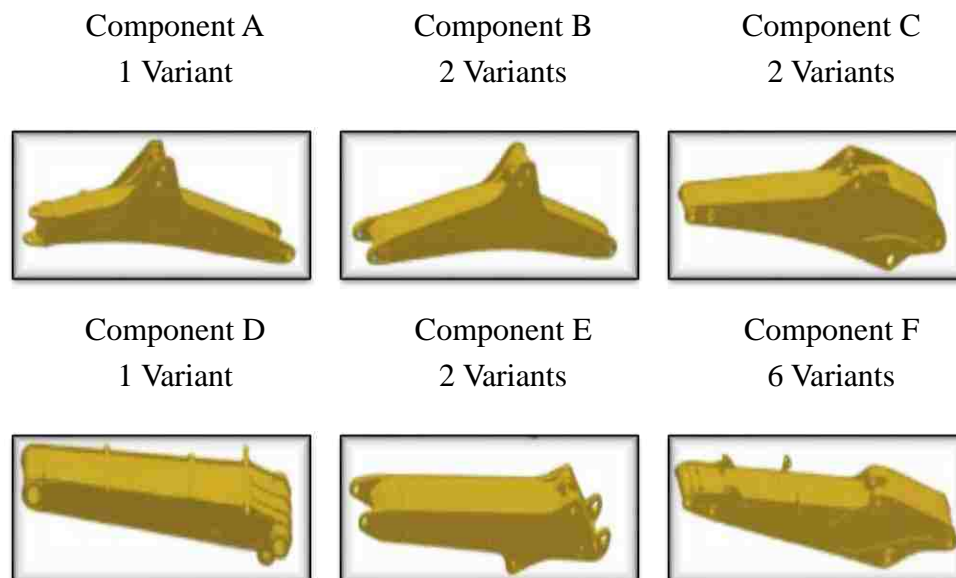 Component A
Component B
Component C
1 Variant
2 Variants
2 Variants
Component D
Component E
Component F
1 Variant
2 Variants
6 Variants